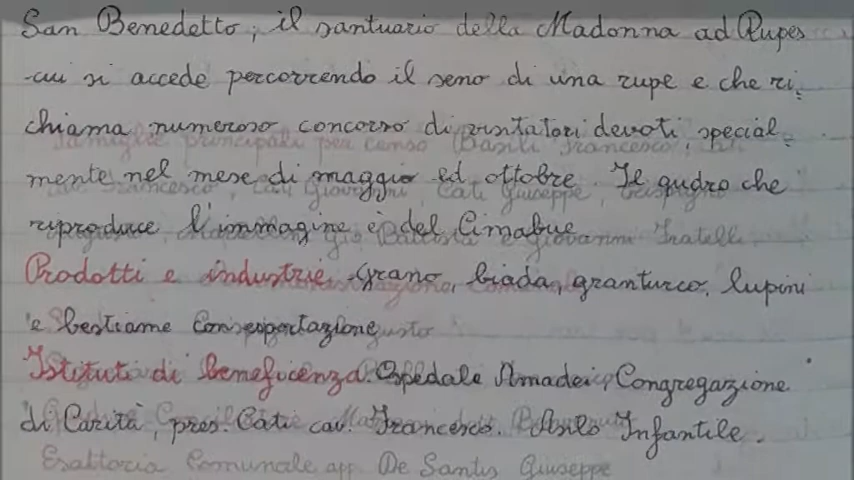 San Benedetto, il santuario della Madonna ad Rupes
cui si accede percorrendo il seno di una rupe e che ri=
chiama numeroso concorso di visitatori devoti, special=
mente nel mese di maggio ed ottobre. Il qudro che
riproduce l'immagine è del Cimabue
Prodotti e industrie. Grano, biada, granturco, lupini
e bestiame con esportazione
Istituti di beneficenza. Ospedale Amadei, Congregazione
di Carità, pres. Cati cav. Francesco. Asilo Infantile.
Esattoria Comunale app. De Santis Giuseppe